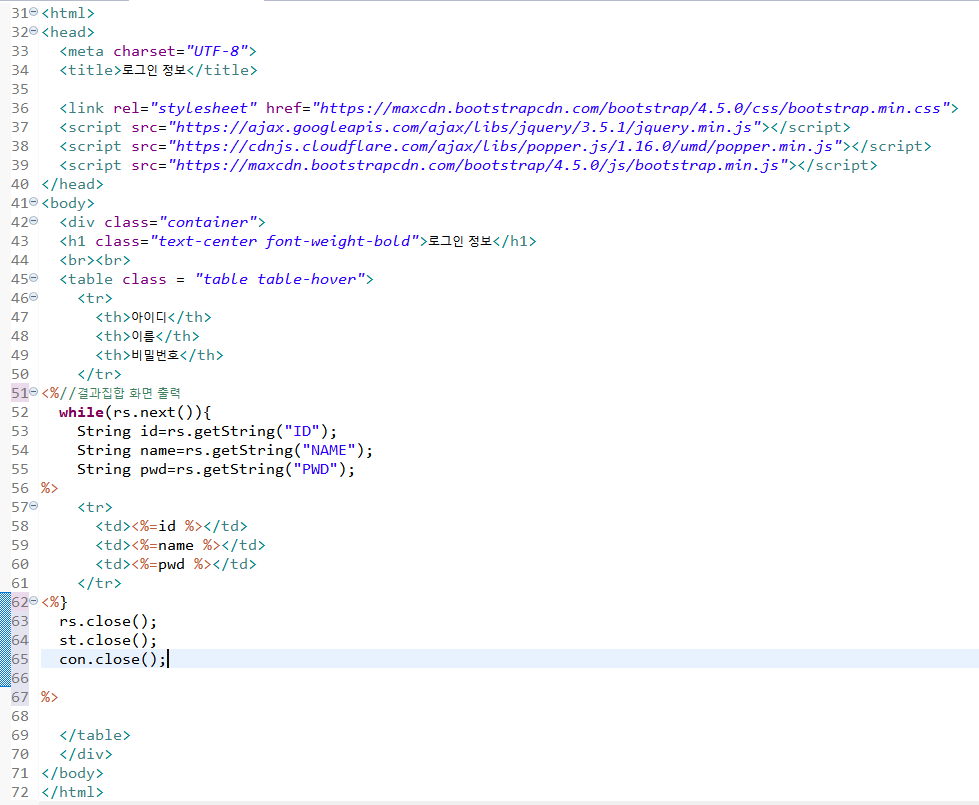 31 <html>
32 <head>
33   <meta charset="UTF-8">
34   <title>로그인 정보</title>
35
36   <link rel="stylesheet" href="https://maxcdn.bootstrapcdn.com/bootstrap/4.5.0/css/bootstrap.min.css">
37   <script src="https://ajax.googleapis.com/ajax/libs/jquery/3.5.1/jquery.min.js"></script>
38   <script src="https://cdnjs.cloudflare.com/ajax/libs/popper.js/1.16.0/umd/popper.min.js"></script>
39   <script src="https://maxcdn.bootstrapcdn.com/bootstrap/4.5.0/js/bootstrap.min.js"></script>
40 </head>
41 <body>
42   <div class="container">
43   <h1 class="text-center font-weight-bold">로그인 정보</h1>
44   <br><br>
45   <table class = "table table-hover">
46     <tr>
47       <th>아이디</th>
48       <th>이름</th>
49       <th>비밀번호</th>
50     </tr>
51 <%//결과집합 화면 출력
52   while(rs.next()){
53     String id=rs.getString("ID");
54     String name=rs.getString("NAME");
55     String pwd=rs.getString("PWD");
56 %>
57     <tr>
58       <td><%=id %></td>
59       <td><%=name %></td>
60       <td><%=pwd %></td>
61     </tr>
62 <%}
63   rs.close();
64   st.close();
65   con.close();
66
67 %>
68
69   </table>
70   </div>
71 </body>
72 </html>